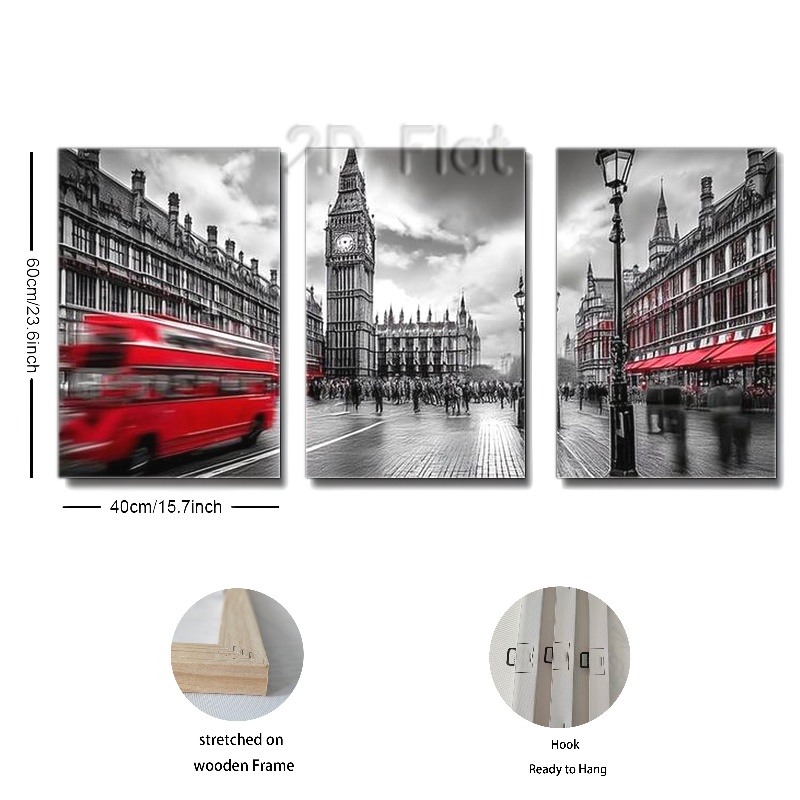 2D Flat
60cm/23.6inch
40cm/15.7inch
stretched on
wooden Frame
Hook
Ready to Hang